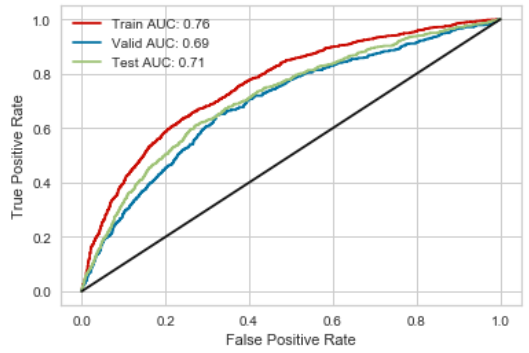 Train AUC: 0.76
Valid AUC: 0.69
Test AUC: 0.71
True Positive Rate
1.0
0.8
0.6
0.4
0.2
0.0
0.0 0.2 0.4 0.6 0.8 1.0
False Positive Rate